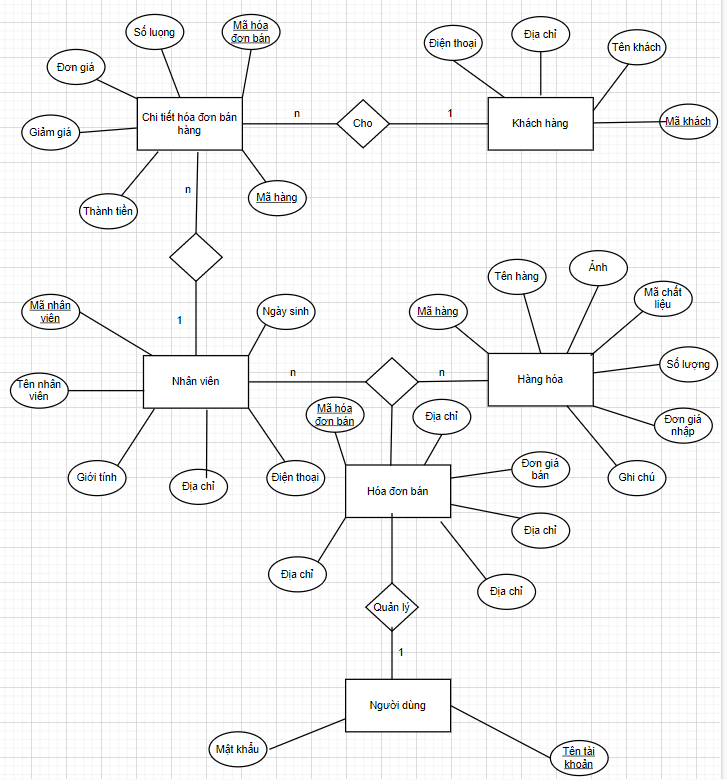 Mã hóa
đơn bán
Số luọng
Đơn giá
Giảm giá
Thành tiền
Chi tiết hóa đơn bán
hàng
Mã hàng
n
Cho
1
Điện thoại
Địa chỉ
Tên khách
Khách hàng
Mã khách
n
1
Mã nhân
viên
Ngày sinh
Tên nhân
viên
Nhân viên
Giới tính
Địa chỉ
Điện thoại
n
n
Mã hàng
Tên hàng
Ảnh
Mã chất
liệu
Số lượng
Hàng hóa
Đơn giá
nhập
Ghi chú
Mã hóa
đơn bán
Địa chỉ
Đơn giá
bán
Hóa đơn bán
Địa chỉ
Địa chỉ
Địa chỉ
Quản lý
1
Người dùng
Mật khẩu
Tên tài
khoản